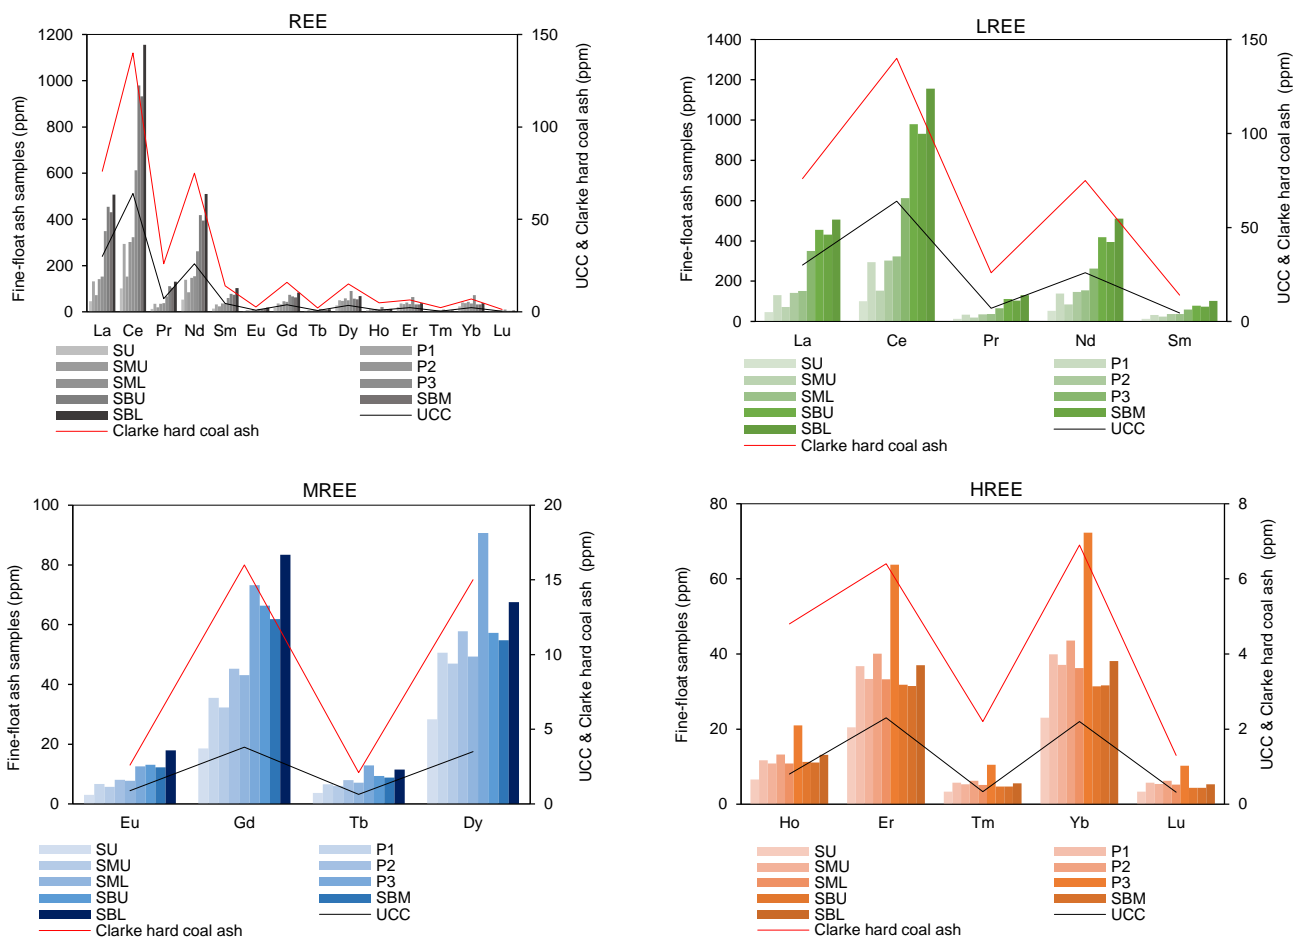 REE
1200
1000
800
600
400
200
0
Fine-float ash samples (ppm)
150
100
50
0
UCC & Clarke hard coal ash (ppm)
La Ce Pr Nd Sm Eu Gd Tb Dy Ho Er Tm Yb Lu
SU P1
SMU P2
SML P3
SBU SBM
SBL UCC
Clarke hard coal ash
LREE
1400
1200
1000
800
600
400
200
0
Fine-float ash samples (ppm)
150
100
50
0
UCC & Clarke hard coal ash (ppm)
La Ce Pr Nd Sm
SU P1
SMU P2
SML P3
SBU SBM
SBL UCC
Clarke hard coal ash
MREE
100
80
60
40
20
0
Fine-float ash samples (ppm)
20
15
10
5
0
UCC & Clarke hard coal ash (ppm)
Eu Gd Tb Dy
SU P1
SMU P2
SML P3
SBU SBM
SBL UCC
Clarke hard coal ash
HREE
80
60
40
20
0
Fine-float samples (ppm)
8
6
4
2
0
UCC & Clarke hard coal ash (ppm)
Ho Er Tm Yb Lu
SU P1
SMU P2
SML P3
SBU SBM
SBL UCC
Clarke hard coal ash